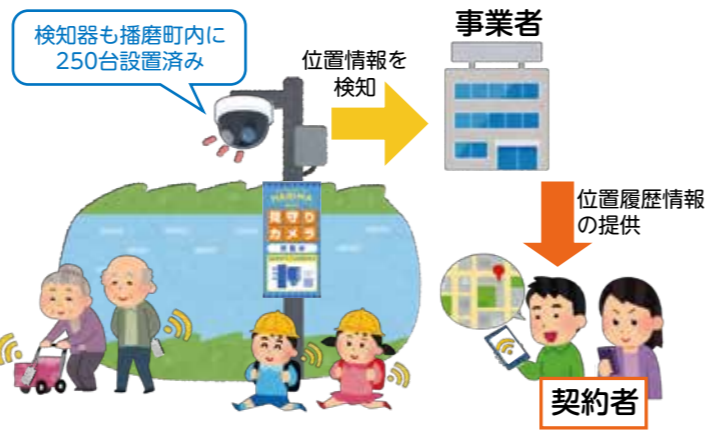 検知器も播磨町内に
250台設置済み
位置情報を
検知
事業者
位置履歴情報
の提供
HARIMA
見守り
カメラ
契約者